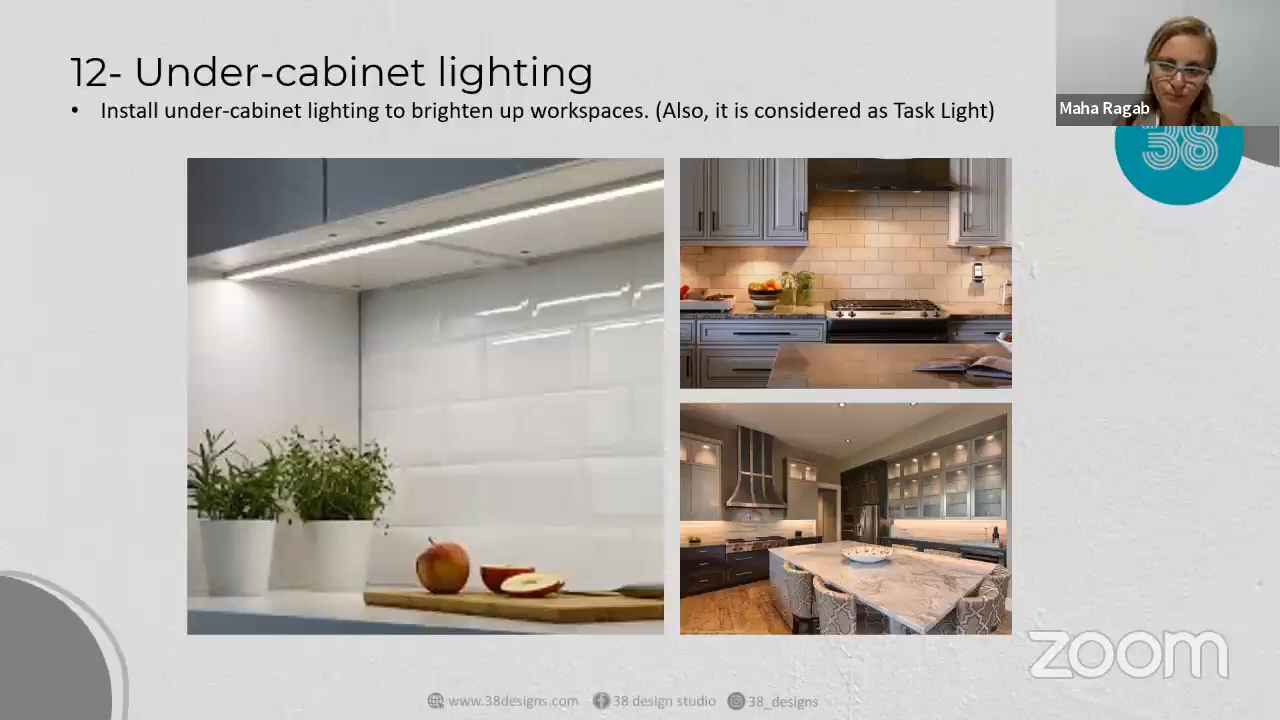 12- Under-cabinet lighting
• Install under-cabinet lighting to brighten up workspaces. (Also, it is considered as Task Light)
Maha Ragab
38
zoom
www.38designs.com 38 design studio 38_designs